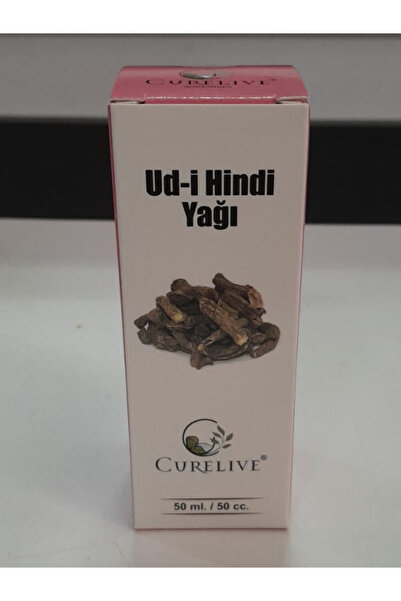 CURELIVE®
Ud-i Hindi
Yağı
CURELIVE®
50 ml. / 50 cc.